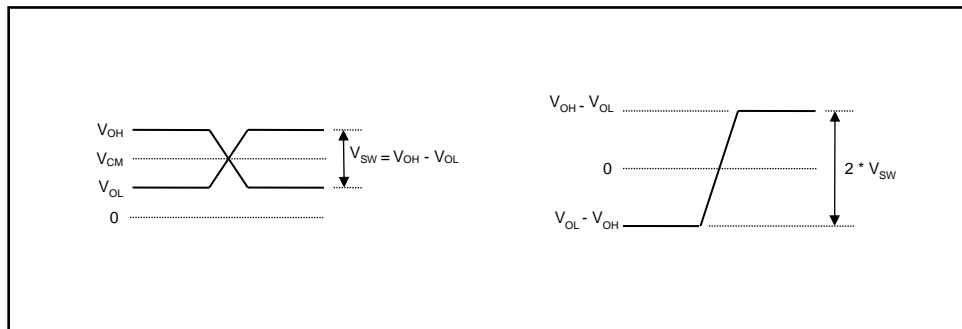 V_OH
V_CM
V_OL
0
V_SW = V_OH - V_OL
V_OH - V_OL
0
V_OL - V_OH
2 * V_SW